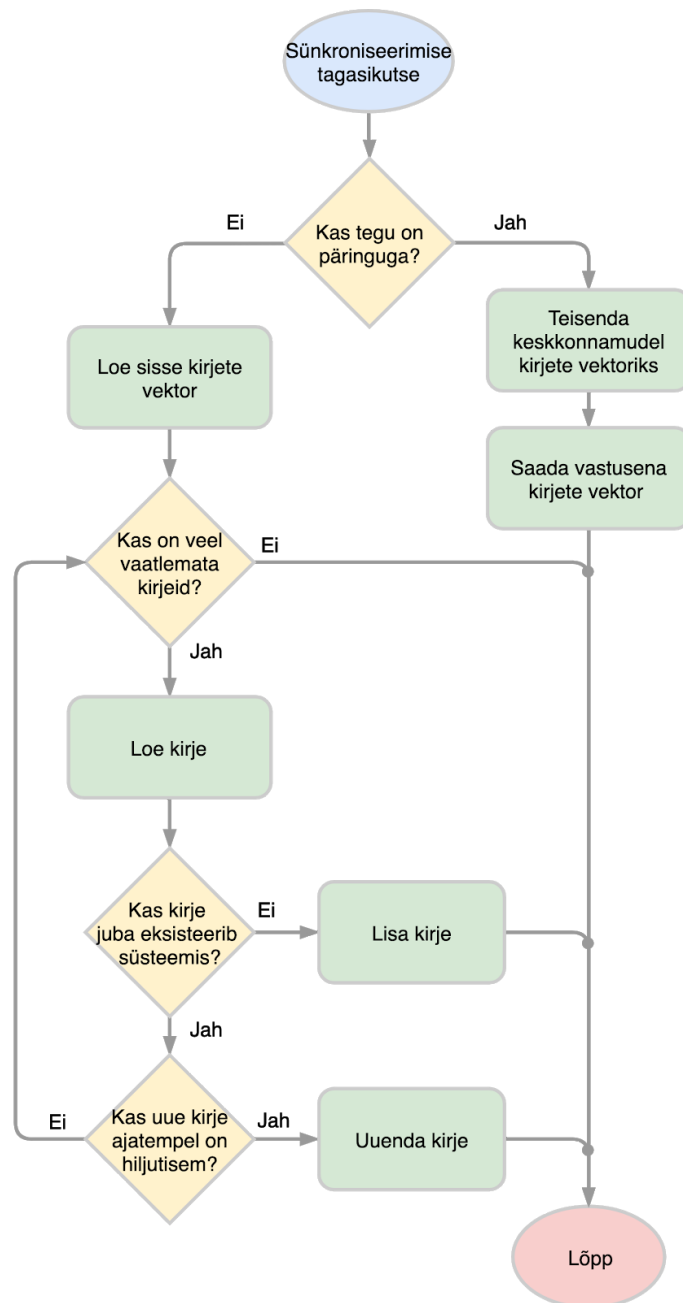 Sünkroniseerimise
tagasikutse
Kas tegu on
päringuga?
Ei
Jah
Loe sisse kirjete
vektor
Teisenda
keskkonnamudel
kirjete vektoriks
Saada vastusena
kirjete vektor
Kas on veel
vaatlemata
kirjeid?
Ei
Jah
Loe kirje
Kas kirje
juba eksisteerib
süsteemis?
Ei
Lisa kirje
Jah
Kas uue kirje
ajatempel on
hiljutisem?
Ei
Jah
Uuenda kirje
Lõpp